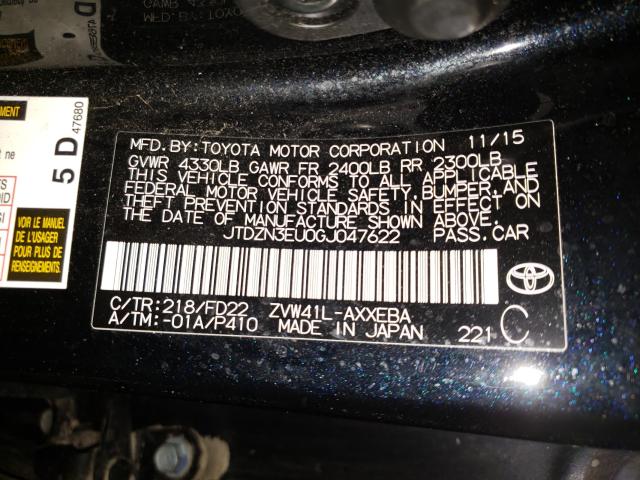 MFD.BY:TOYOTA MOTOR CORPORATION 11/15
GVWR 4330LB GAWR FR 2400LB RR 2300LB
THIS VEHICLE CONFORMS TO ALL APPLICABLE
FEDERAL MOTOR VEHICLE SAFETY, BUMPER, AND
THEFT PREVENTION STANDARDS IN EFFECT ON
THE DATE OF MANUFACTURE SHOWN ABOVE.
JTDZN3EU0GJ047622 PASS.CAR
C/TR:218/FD22 ZVW41L-AXXEBA
A/TM:-01A/P410 MADE IN JAPAN 221 C
5 D
47680
VOIR LE MANUEL
DE L'USAGER
POUR PLUS DE
RENSEIGNEMENTS